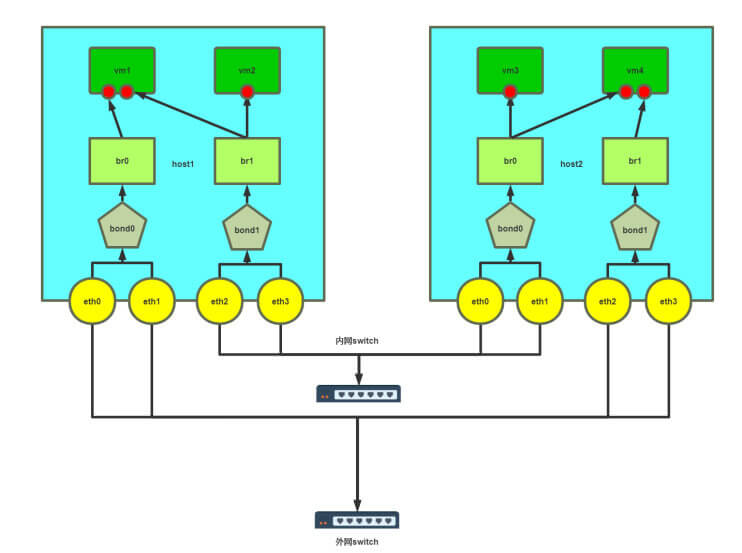 vm1
vm2
vm3
vm4
br0
host1
br1
br0
host2
br1
bond0
bond1
bond0
bond1
eth0
eth1
eth2
eth3
eth0
eth1
eth2
eth3
内网switch
外网switch